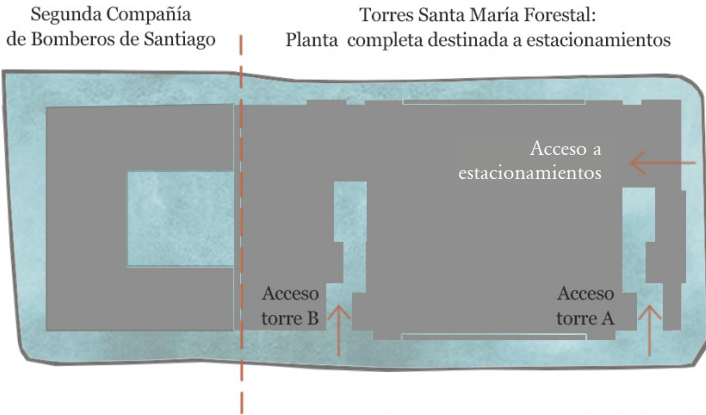 Segunda Compañía
de Bomberos de Santiago
Torres Santa María Forestal:
Planta completa destinada a estacionamientos
Acceso a
estacionamientos
Acceso
torre B
Acceso
torre A